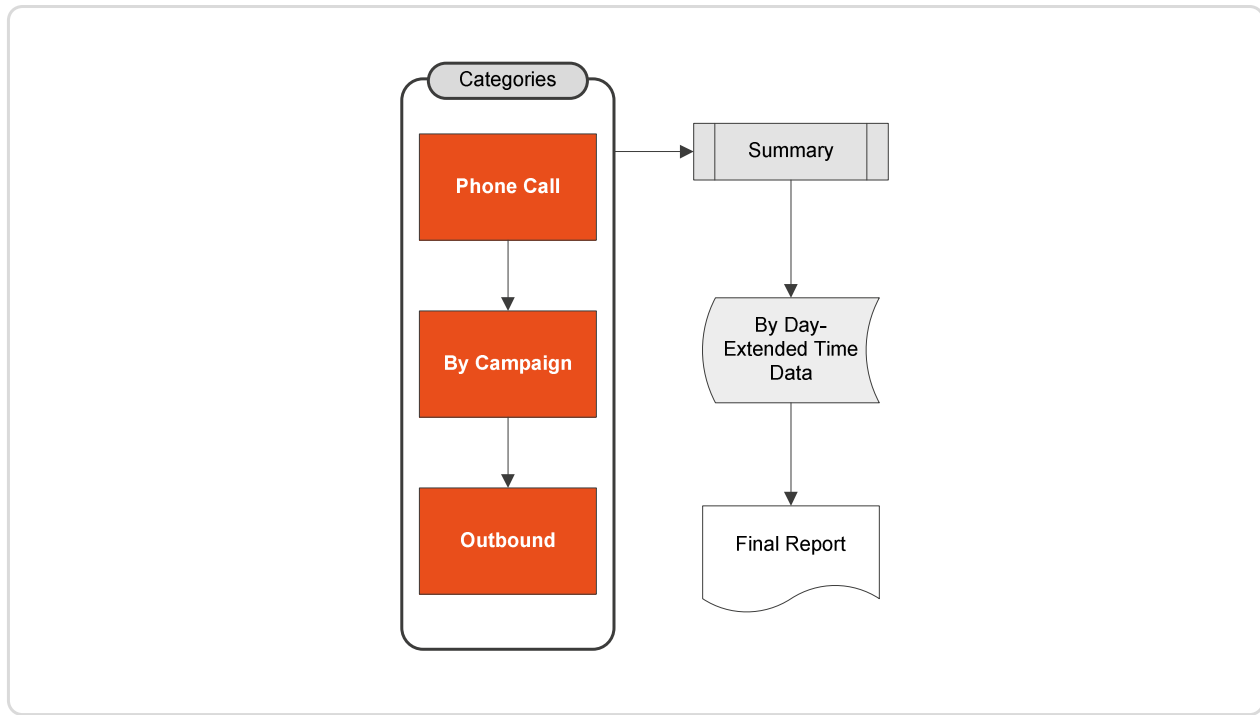 Categories
Phone Call
By Campaign
Outbound
Summary
By Day-
Extended Time
Data
Final Report